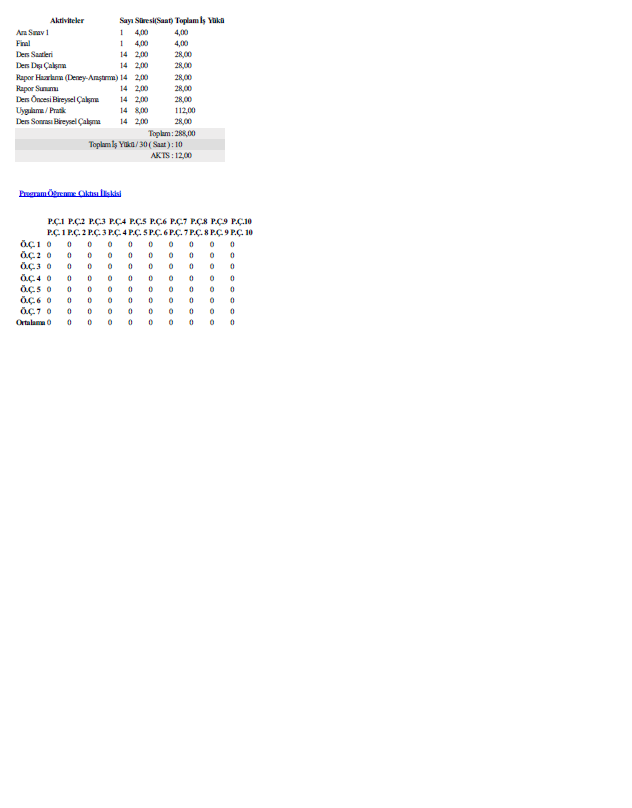 Aktiviteler Sayı Süresi(Saat) Toplam İş Yükü
Ara Sınav 1 1 4,00 4,00
Final 1 4,00 4,00
Ders Saatleri 14 2,00 28,00
Ders Dışı Çalışma 14 2,00 28,00
Rapor Hazırlama (Deney-Araştırma) 14 2,00 28,00
Rapor Sunumu 14 2,00 28,00
Ders Öncesi Bireysel Çalışma 14 2,00 28,00
Uygulama / Pratik 14 8,00 112,00
Ders Sonrası Bireysel Çalışma 14 2,00 28,00
Toplam : 288,00
Toplam İş Yükü / 30 ( Saat ) : 10
AKTS : 12,00
Program Öğrenme Çıktısı İlişkisi
P.Ç.1 P.Ç.2 P.Ç.3 P.Ç.4 P.Ç.5 P.Ç.6 P.Ç.7 P.Ç.8 P.Ç.9 P.Ç.10
P.Ç. 1 P.Ç. 2 P.Ç. 3 P.Ç. 4 P.Ç. 5 P.Ç. 6 P.Ç. 7 P.Ç. 8 P.Ç. 9 P.Ç. 10
Ö.Ç. 1 0 0 0 0 0 0 0 0 0 0
Ö.Ç. 2 0 0 0 0 0 0 0 0 0 0
Ö.Ç. 3 0 0 0 0 0 0 0 0 0 0
Ö.Ç. 4 0 0 0 0 0 0 0 0 0 0
Ö.Ç. 5 0 0 0 0 0 0 0 0 0 0
Ö.Ç. 6 0 0 0 0 0 0 0 0 0 0
Ö.Ç. 7 0 0 0 0 0 0 0 0 0 0
Ortalama 0 0 0 0 0 0 0 0 0 0